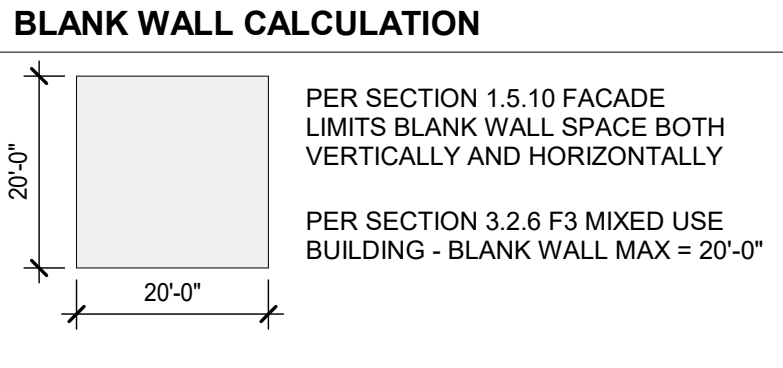 BLANK WALL CALCULATION
20'-0"
PER SECTION 1.5.10 FACADE
LIMITS BLANK WALL SPACE BOTH
VERTICALLY AND HORIZONTALLY
PER SECTION 3.2.6 F3 MIXED USE
BUILDING - BLANK WALL MAX = 20'-0"
20'-0"